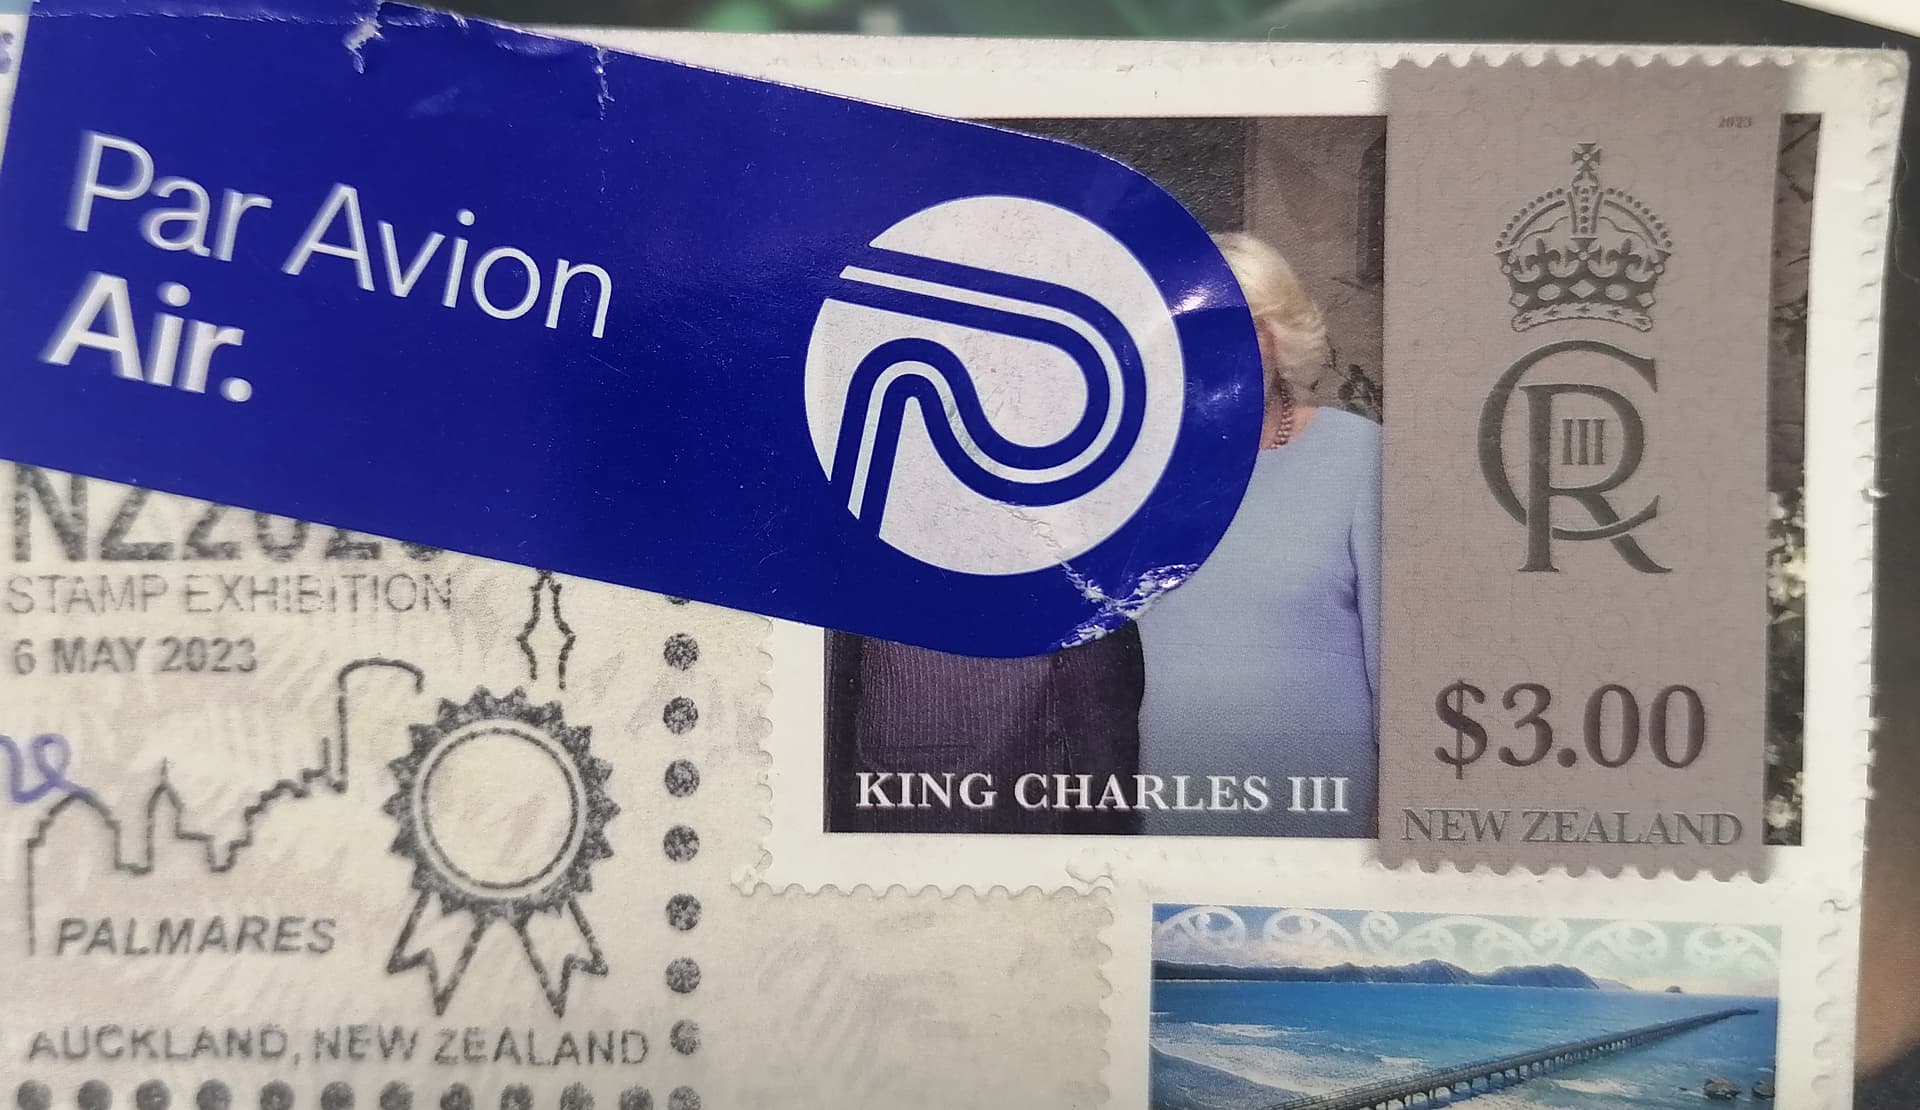 Par Avion
Air.
2023
CR
III
$3.00
NEW ZEALAND
KING CHARLES III
STAMP EXHIBITION
6 MAY 2023
PALMARES
AUCKLAND, NEW ZEALAND